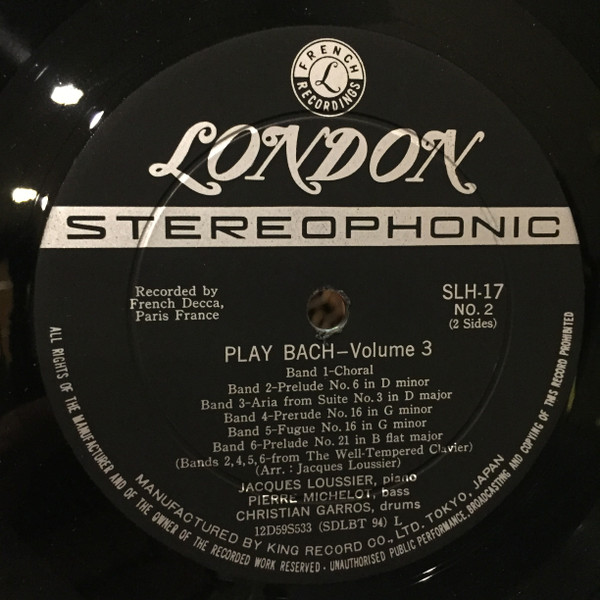 FRENCH
L
RECORDINGS
LONDON
STEREOPHONIC
Recorded by
French Decca,
Paris France
SLH-17
NO. 2
(2 Sides)
PLAY BACH-Volume 3
Band 1-Choral
Band 2-Prelude No. 6 in D minor
Band 3-Aria from Suite No. 3 in D major
Band 4-Prerude No. 16 in G minor
Band 5-Fugue No. 16 in G minor
Band 6-Prelude No. 21 in B flat major
(Bands 2, 4, 5, 6-from The Well-Tempered Clavier)
(Arr. : Jacques Loussier)
JACQUES LOUSSIER, piano
PIERRE MICHELOT, bass
CHRISTIAN GARROS, drums
12D59S533 (SDLBT 94) L
MANUFACTURED BY KING RECORD CO., LTD. TOKYO, JAPAN
ALL RIGHTS OF THE MANUFACTURER AND OF THE OWNER OF THE RECORDED WORK RESERVED · UNAUTHORISED PUBLIC PERFORMANCE, BROADCASTING AND COPYING OF THIS RECORD PROHIBITED